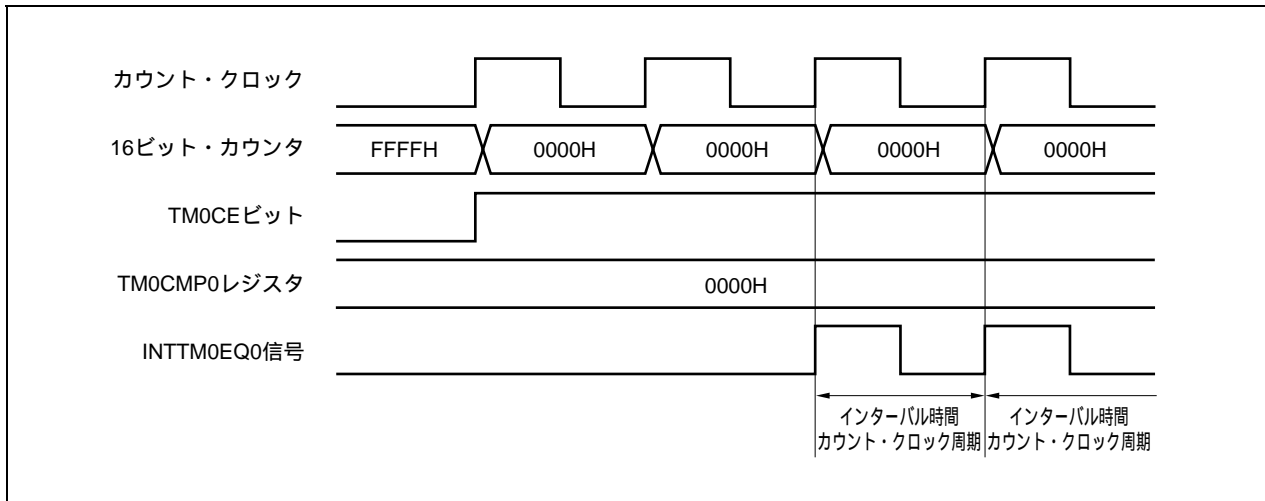 カウント・クロック
16ビット・カウンタ FFFFH 0000H 0000H 0000H 0000H
TM0CEビット
TM0CMP0レジスタ 0000H
INTTM0EQ0信号
インターバル時間 インターバル時間
カウント・クロック周期 カウント・クロック周期